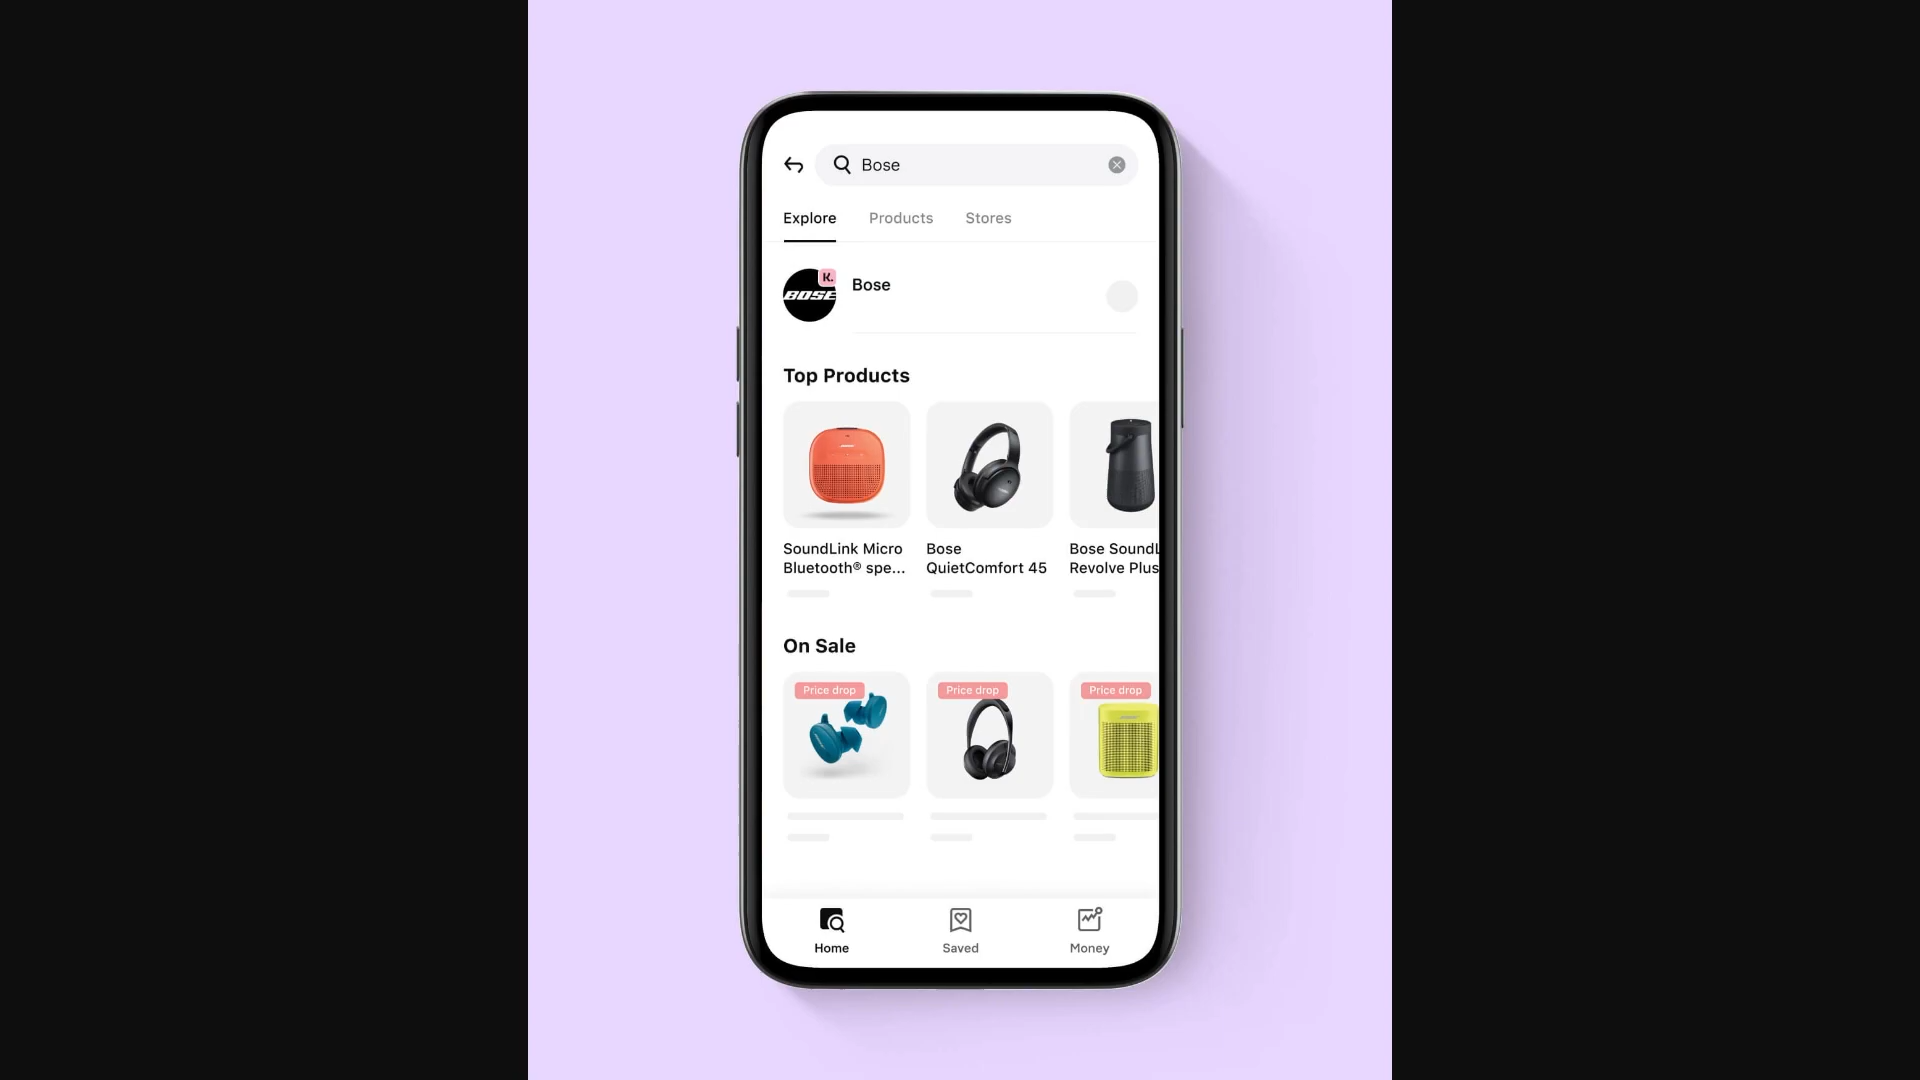 Bose
Explore
Products
Stores
K.
BOSE
Bose
Top Products
SoundLink Micro
Bluetooth® spe...
Bose
QuietComfort 45
Bose SoundL
Revolve Plus
On Sale
Price drop
Price drop
Price drop
Home
Saved
Money